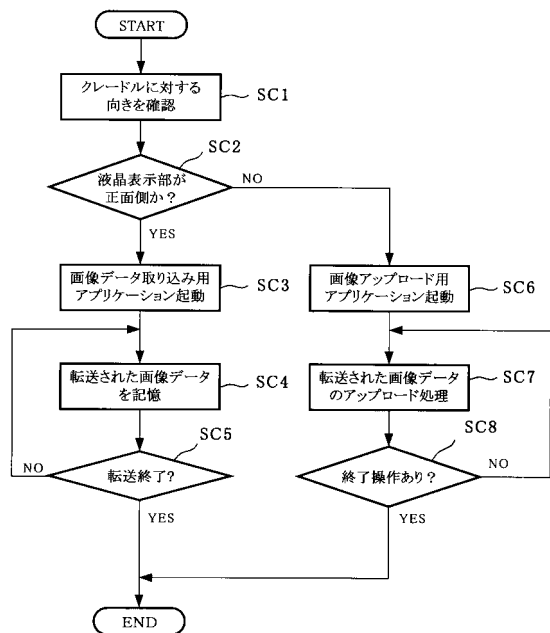 START
クレードルに対する
向きを確認
SC1
SC2
液晶表示部が
正面側か?
NO
YES
画像データ取り込み用
アプリケーション起動
SC3
画像アップロード用
アプリケーション起動
SC6
転送された画像データ
を記憶
SC4
転送された画像データ
のアップロード処理
SC7
SC5
転送終了?
NO
YES
SC8
終了操作あり?
NO
YES
END